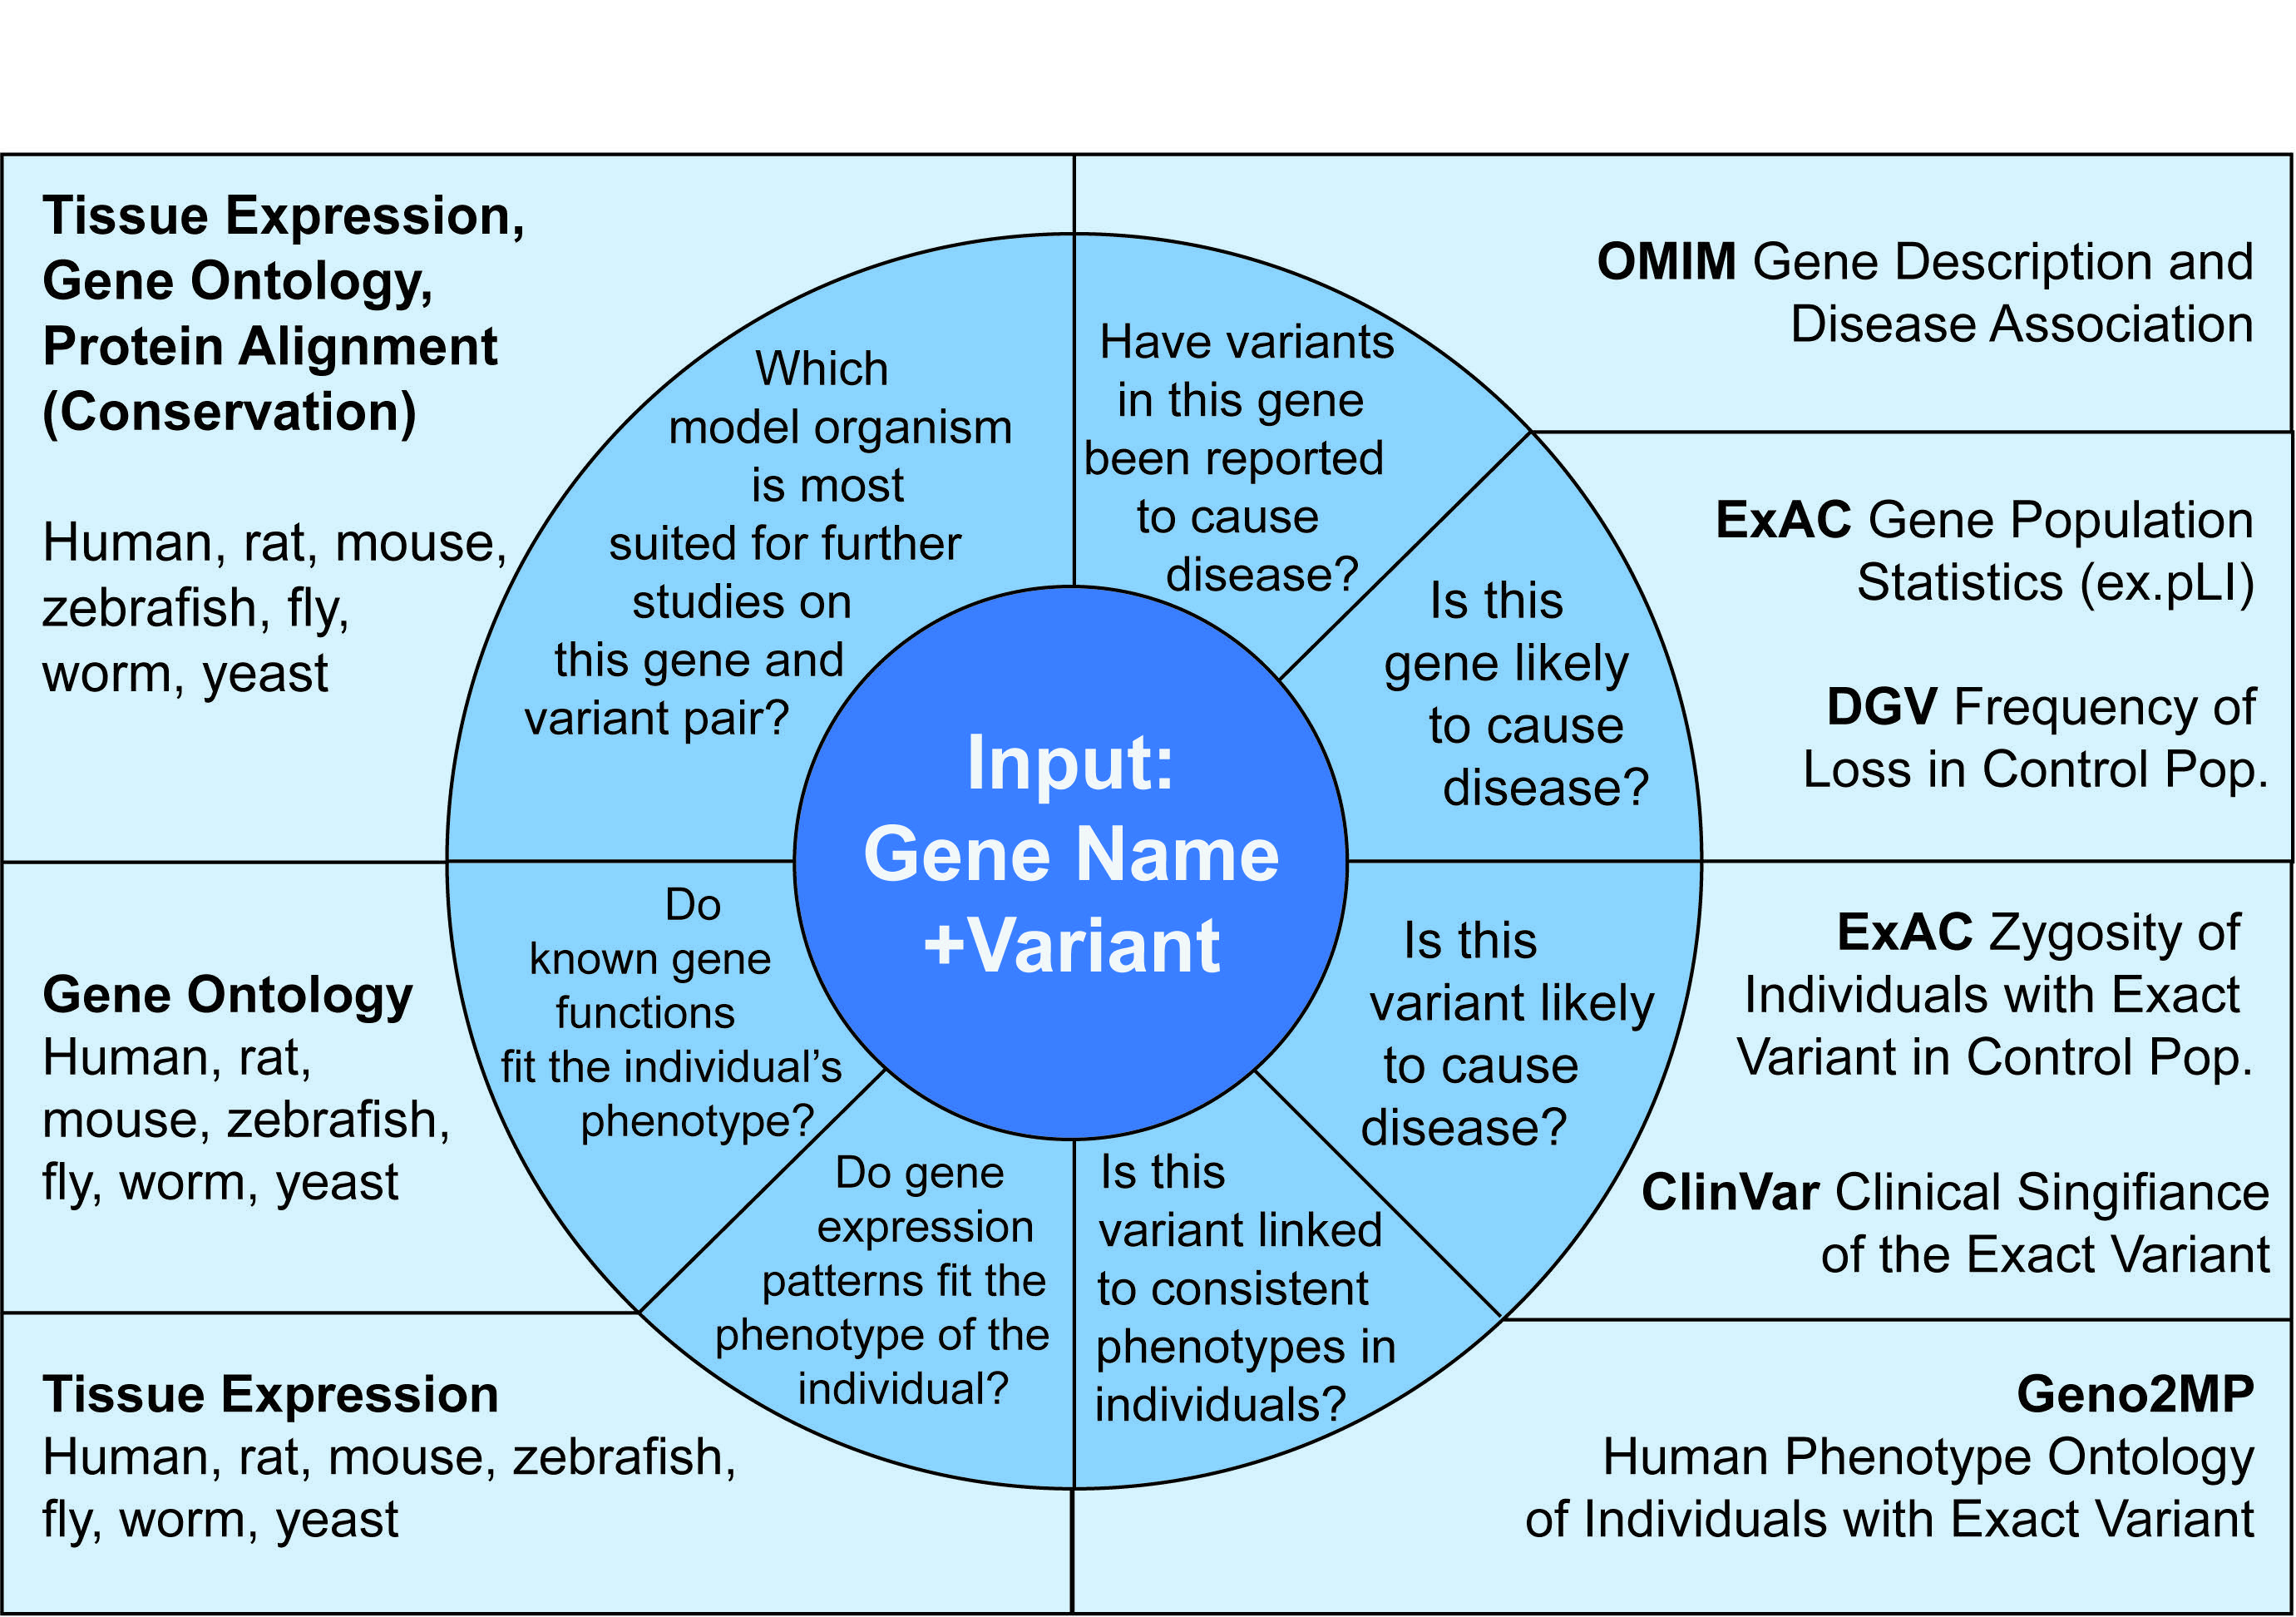 Tissue Expression,
Gene Ontology,
Protein Alignment
(Conservation)
Human, rat, mouse,
zebrafish, fly,
worm, yeast
Which
model organism
is most
suited for further
studies on
this gene and
variant pair?
Have variants
in this gene
been reported
to cause
disease?
OMIM Gene Description and
Disease Association
Is this
gene likely
to cause
disease?
ExAC Gene Population
Statistics (ex.pLI)
DGV Frequency of
Loss in Control Pop.
Input:
Gene Name
+Variant
Gene Ontology
Human, rat,
mouse, zebrafish,
fly, worm, yeast
Do
known gene
functions
fit the individual’s
phenotype?
Is this
variant likely
to cause
disease?
ExAC Zygosity of
Individuals with Exact
Variant in Control Pop.
ClinVar Clinical Singifiance
of the Exact Variant
Tissue Expression
Human, rat, mouse, zebrafish,
fly, worm, yeast
Do gene
expression
patterns fit the
phenotype of the
individual?
Is this
variant linked
to consistent
phenotypes in
individuals?
Geno2MP
Human Phenotype Ontology
of Individuals with Exact Variant